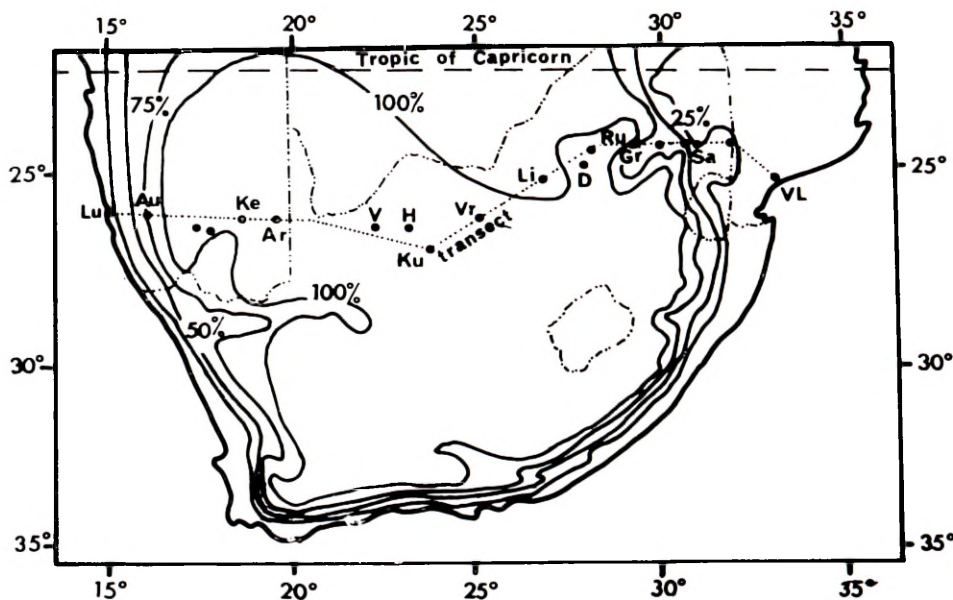 15° 20° 25° 30° 35°
Tropic of Capricorn
75%
100%
25%
Ru
Gr
Sa
25°
Li
D
25°
Lu
Au
Ke
V
H
Vr
VL
Ar
Ku
transect
100%
50%
30°
30°
35°
35°
15° 20° 25° 30° 35°